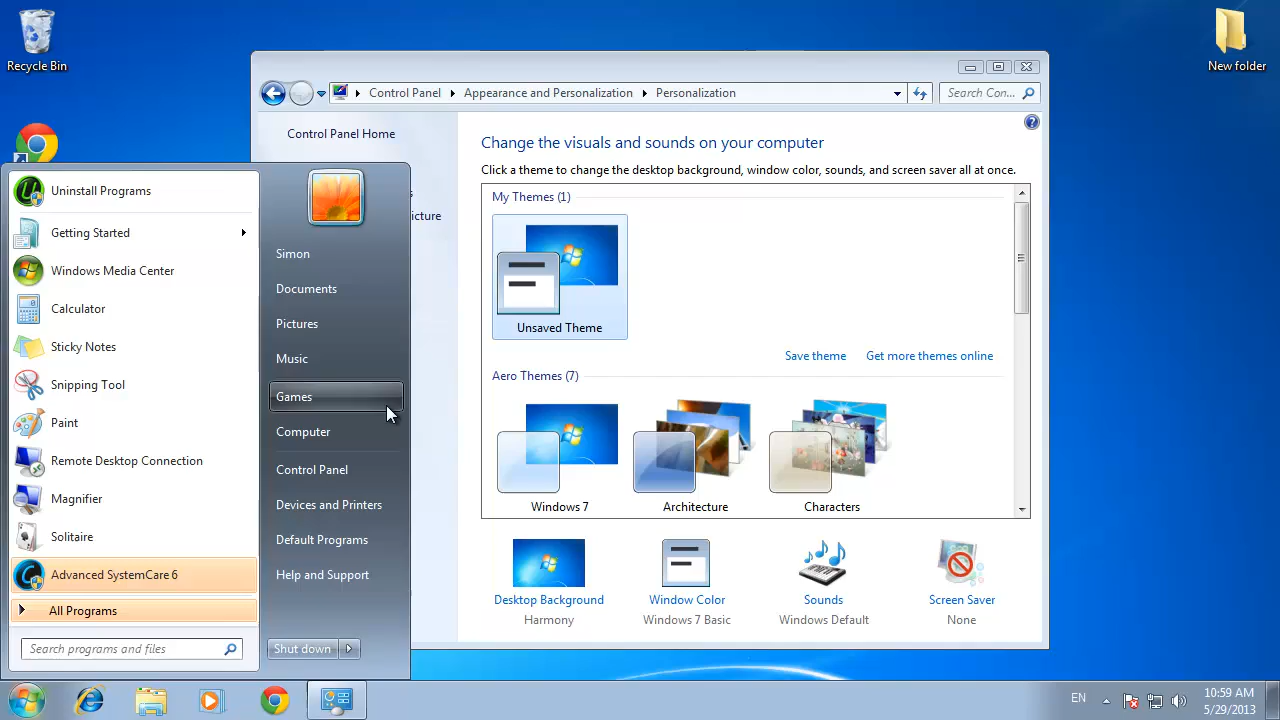 Recycle Bin
New folder
Control Panel
Appearance and Personalization
Personalization
Search Con...
Control Panel Home
icture
Change the visuals and sounds on your computer
Click a theme to change the desktop background, window color, sounds, and screen saver all at once.
My Themes (1)
Unsaved Theme
Save theme
Get more themes online
Aero Themes (7)
Windows 7
Architecture
Characters
Desktop Background
Harmony
Window Color
Windows 7 Basic
Sounds
Windows Default
Screen Saver
None
Uninstall Programs
Getting Started
Windows Media Center
Calculator
Sticky Notes
Snipping Tool
Paint
Remote Desktop Connection
Magnifier
Solitaire
Advanced SystemCare 6
All Programs
Search programs and files
Simon
Documents
Pictures
Music
Games
Computer
Control Panel
Devices and Printers
Default Programs
Help and Support
Shut down
EN
10:59 AM
5/29/2013